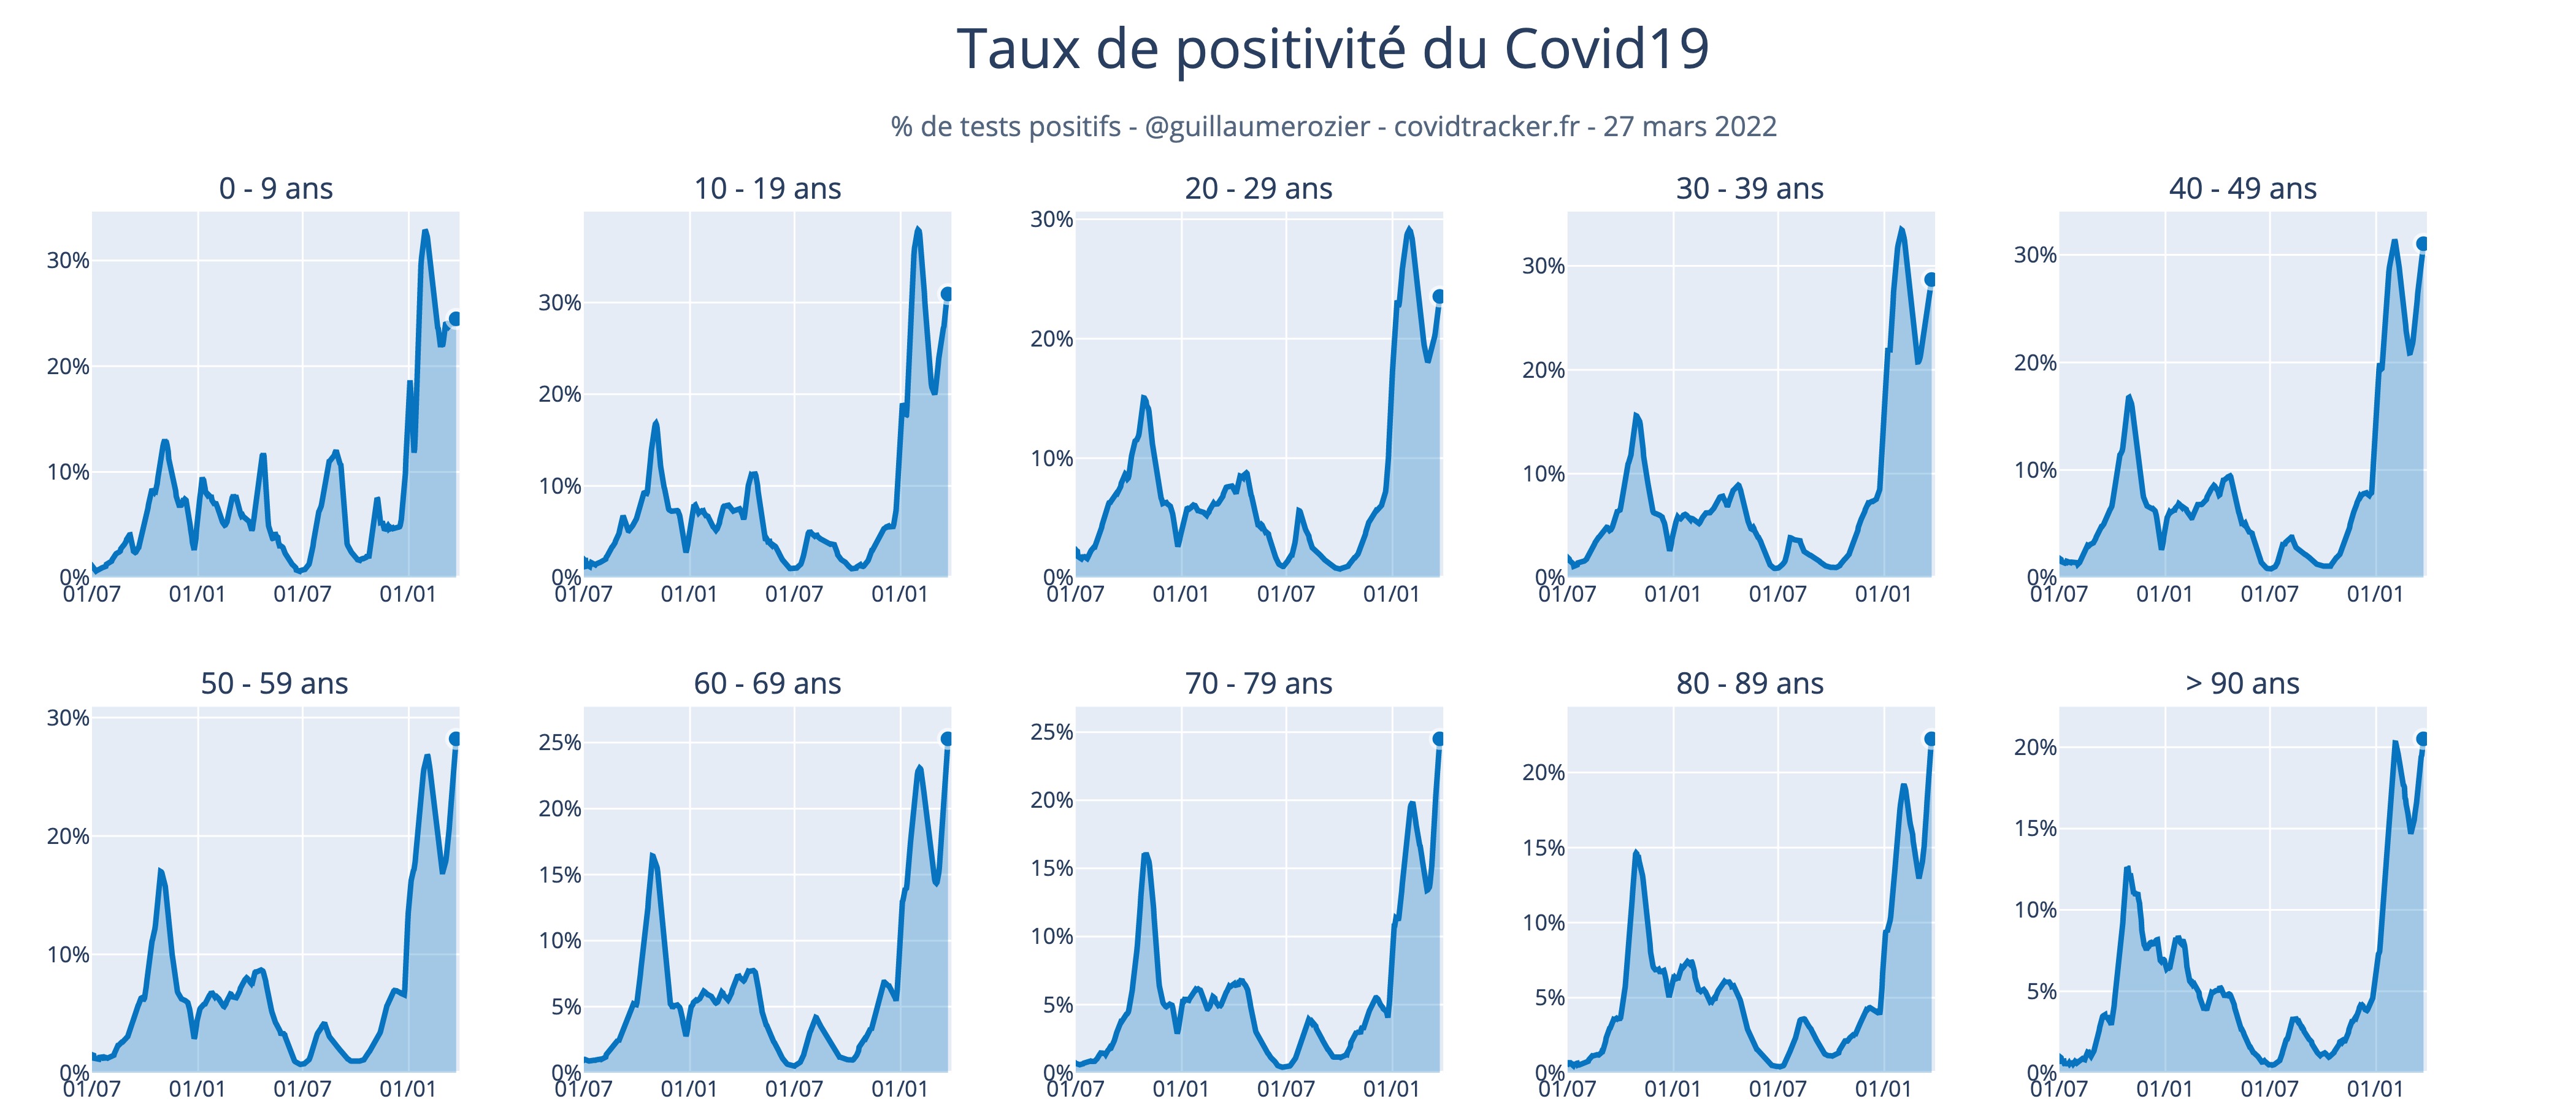 Taux de positivité du Covid19
% de tests positifs - @guillaumerozier - covidtracker.fr - 27 mars 2022
0 - 9 ans
30%
20%
10%
0%
01/07 01/01 01/07 01/01
10 - 19 ans
30%
20%
10%
0%
01/07 01/01 01/07 01/01
20 - 29 ans
30%
20%
10%
0%
01/07 01/01 01/07 01/01
30 - 39 ans
30%
20%
10%
0%
01/07 01/01 01/07 01/01
40 - 49 ans
30%
20%
10%
0%
01/07 01/01 01/07 01/01
50 - 59 ans
30%
20%
10%
0%
01/07 01/01 01/07 01/01
60 - 69 ans
25%
20%
15%
10%
5%
0%
01/07 01/01 01/07 01/01
70 - 79 ans
25%
20%
15%
10%
5%
0%
01/07 01/01 01/07 01/01
80 - 89 ans
20%
15%
10%
5%
0%
01/07 01/01 01/07 01/01
> 90 ans
20%
15%
10%
5%
0%
01/07 01/01 01/07 01/01